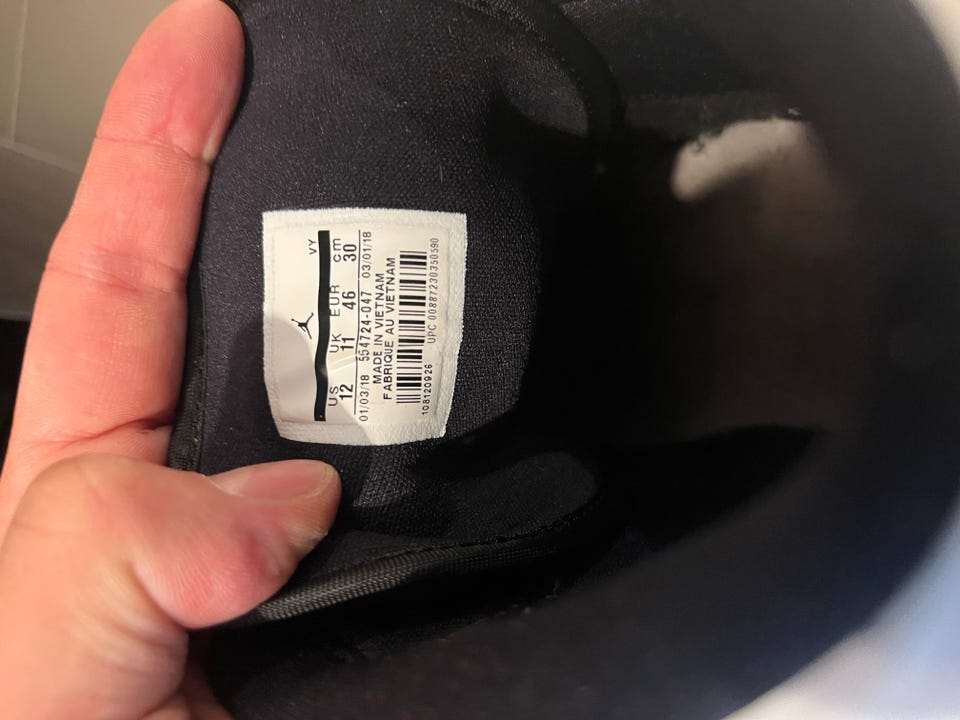 VY
US UK EUR cm
12 11 46 30
01/03/18 554724-047 03/01/18
MADE IN VIETNAM
FABRIQUE AU VIETNAM
108120926 UPC 00887230350590